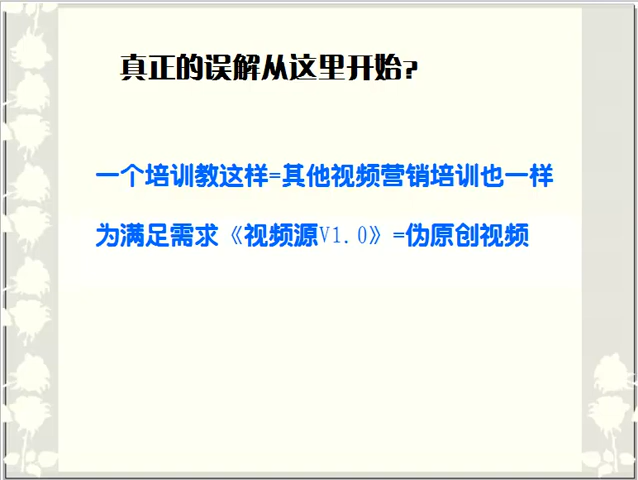 真正的误解从这里开始?
一个培训教这样=其他视频营销培训也一样
为满足需求《视频源V1.0》=伪原创视频